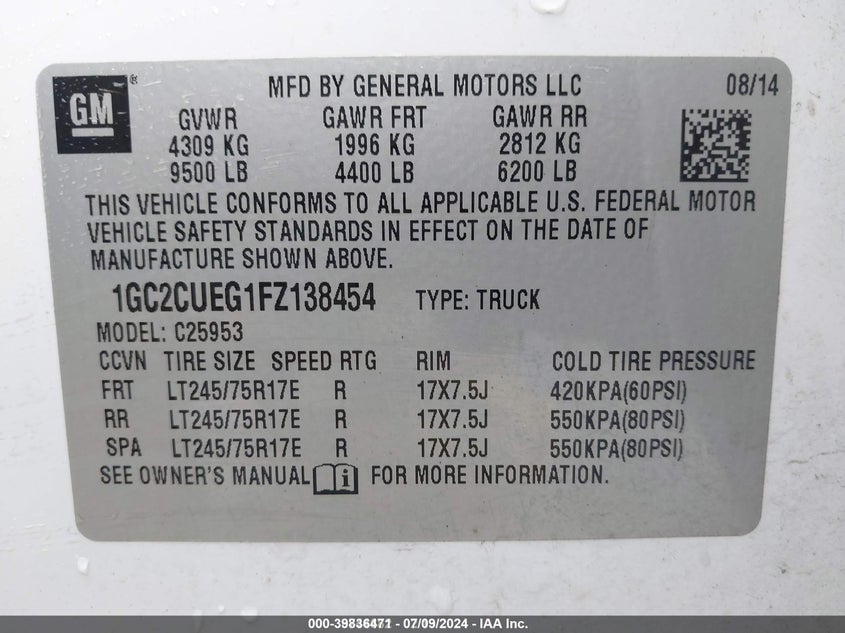 GM ®
MFD BY GENERAL MOTORS LLC 08/14
GVWR GAWR FRT GAWR RR
4309 KG 1996 KG 2812 KG
9500 LB 4400 LB 6200 LB
THIS VEHICLE CONFORMS TO ALL APPLICABLE U.S. FEDERAL MOTOR
VEHICLE SAFETY STANDARDS IN EFFECT ON THE DATE OF
MANUFACTURE SHOWN ABOVE.
1GC2CUEG1FZ138454 TYPE: TRUCK
MODEL: C25953
CCVN TIRE SIZE SPEED RTG RIM COLD TIRE PRESSURE
FRT LT245/75R17E R 17X7.5J 420KPA(60PSI)
RR LT245/75R17E R 17X7.5J 550KPA(80PSI)
SPA LT245/75R17E R 17X7.5J 550KPA(80PSI)
SEE OWNER'S MANUAL i FOR MORE INFORMATION.
000-39836471 - 07/09/2024 - IAA Inc.